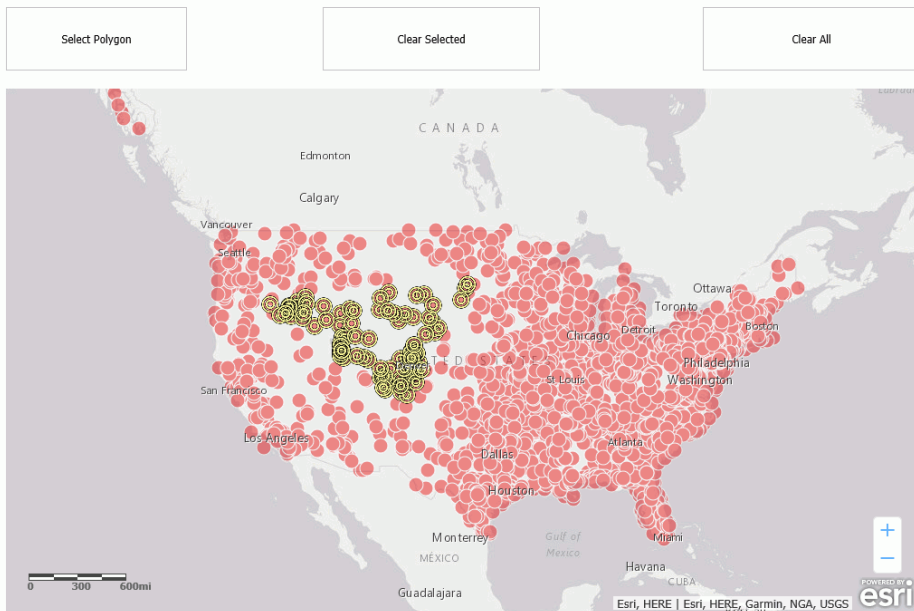 Select Polygon
Clear Selected
Clear All
CANADA
Edmonton
Calgary
Vancouver
Seattle
Ottawa
Toronto
Boston
Chicago
Detroit
Philadelphia
Washington
St Louis
San Francisco
Los Angeles
Atlanta
Dallas
Houston
Miami
Monterrey
Gulf of
Mexico
MÉXICO
Havana
CUBA
Guadalajara
0 300 600mi
+
−
POWERED BY
esri
Esri, HERE | Esri, HERE, Garmin, NGA, USGS